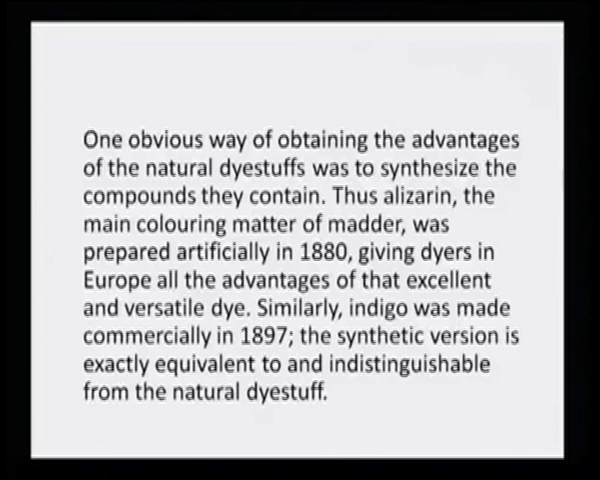 One obvious way of obtaining the advantages
of the natural dyestuffs was to synthesize the
compounds they contain. Thus alizarin, the
main colouring matter of madder, was
prepared artificially in 1880, giving dyers in
Europe all the advantages of that excellent
and versatile dye. Similarly, indigo was made
commercially in 1897; the synthetic version is
exactly equivalent to and indistinguishable
from the natural dyestuff.